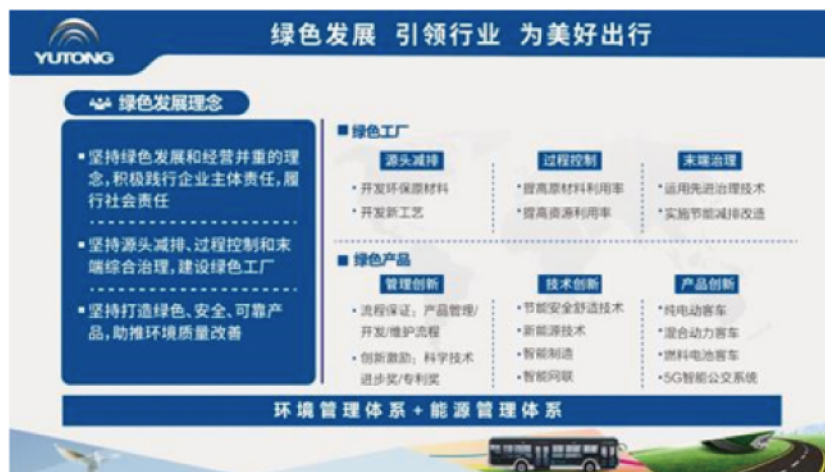 YUTONG
绿色发展 引领行业 为美好出行
绿色发展理念
▪坚持绿色发展和经营并重的理
念,积极践行企业主体责任,履
行社会责任
▪坚持源头减排、过程控制和末
端综合治理,建设绿色工厂
▪坚持打造绿色、安全、可靠产
品,助推环境质量改善
■ 绿色工厂
源头减排
•开发环保原材料
•开发新工艺
过程控制
•提高原材料利用率
•提高资源利用率
末端治理
•运用先进治理技术
•实施节能减排改造
■ 绿色产品
管理创新
•流程保证:产品管理/
开发/维护流程
•创新激励:科学技术
进步奖/专利奖
技术创新
•节能安全舒适技术
•新能源技术
•智能制造
•智能网联
产品创新
•纯电动客车
•混合动力客车
•燃料电池客车
•5G智能公交系统
环境管理体系+能源管理体系